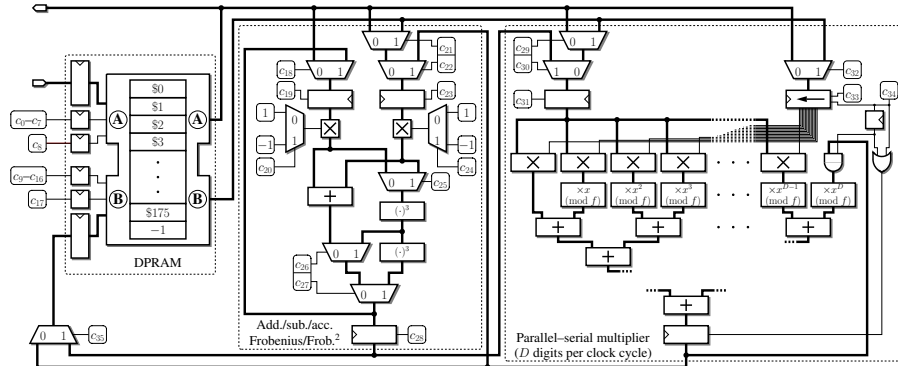 0 1
0 1
c21
c29
c22
c30
c18
0 1
0 1
1 0
0 1
c32
$0
c19
c23
c31
c33
c34
$1
c0–c7
A
A
$2
1
0
1
0
1
1
c8
$3
−1
−1
× × × × ×
c20
c24
. . .
c9–c16
0 1
c25
c17
B
B
+
(·)³
×x
(mod f)
×x²
(mod f)
×x³
(mod f)
. . .
×x^{D−1}
(mod f)
×x^D
(mod f)
$175
−1
+ + . . . +
(·)³
0 1
+
DPRAM
c26
c27
0 1
+
Add./sub./acc.
Frobenius/Frob.²
c28
Parallel–serial multiplier
(D digits per clock cycle)
0 1
c35